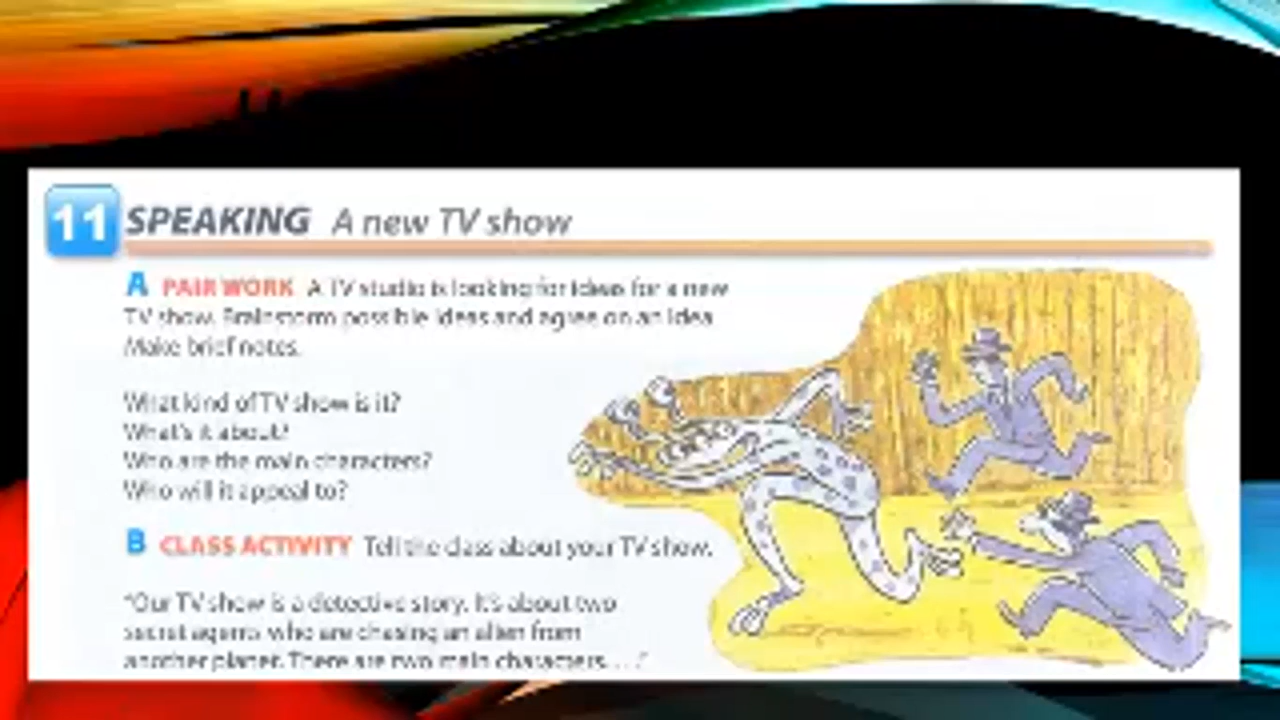 11 SPEAKING A new TV show
A PAIR WORK A TV studio is looking for ideas for a new
TV show. Brainstorm possible ideas and agree on an idea.
Make brief notes.
What kind of TV show is it?
What's it about?
Who are the main characters?
Who will it appeal to?
B CLASS ACTIVITY Tell the class about your TV show.
"Our TV show is a detective story. It's about two
secret agents who are chasing an alien from
another planet. There are two main characters. . . ."